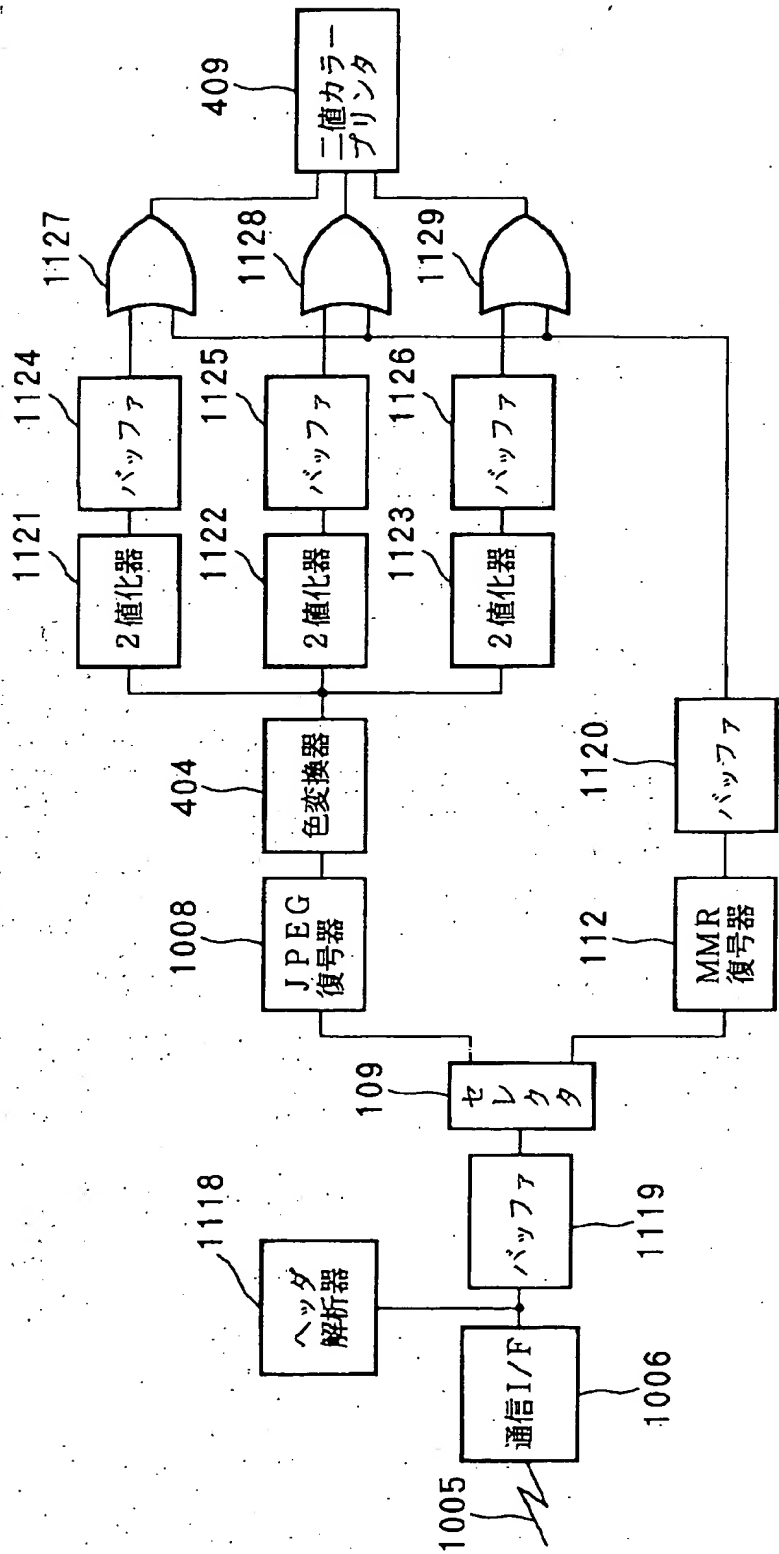 1005
通信I/F
1006
ヘッダ
解析器
1118
バッファ
1119
セレクタ
109
JPEG
復号器
1008
色変換器
404
MMR
復号器
112
バッファ
1120
2値化器
1121
バッファ
1124
1127
2値化器
1122
バッファ
1125
1128
2値化器
1123
バッファ
1126
1129
二値カラー
プリンタ
409